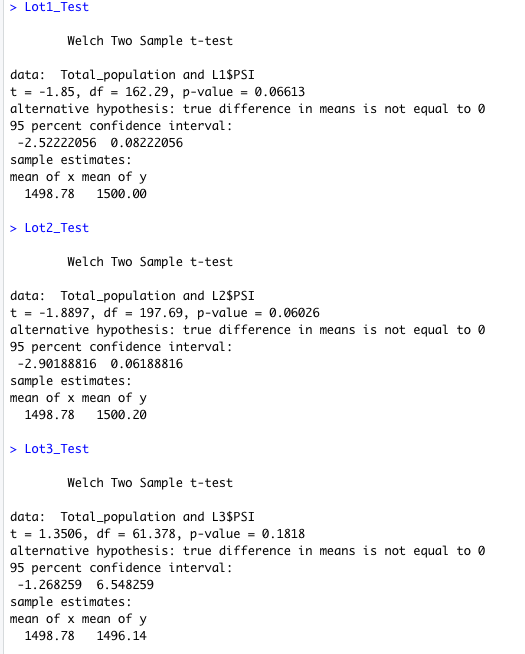 > Lot1_Test
Welch Two Sample t-test
data:  Total_population and L1$PSI
t = -1.85, df = 162.29, p-value = 0.06613
alternative hypothesis: true difference in means is not equal to 0
95 percent confidence interval:
-2.52222056  0.08222056
sample estimates:
mean of x mean of y
1498.78   1500.00
> Lot2_Test
Welch Two Sample t-test
data:  Total_population and L2$PSI
t = -1.8897, df = 197.69, p-value = 0.06026
alternative hypothesis: true difference in means is not equal to 0
95 percent confidence interval:
-2.90188816  0.06188816
sample estimates:
mean of x mean of y
1498.78   1500.20
> Lot3_Test
Welch Two Sample t-test
data:  Total_population and L3$PSI
t = 1.3506, df = 61.378, p-value = 0.1818
alternative hypothesis: true difference in means is not equal to 0
95 percent confidence interval:
-1.268259  6.548259
sample estimates:
mean of x mean of y
1498.78   1496.14